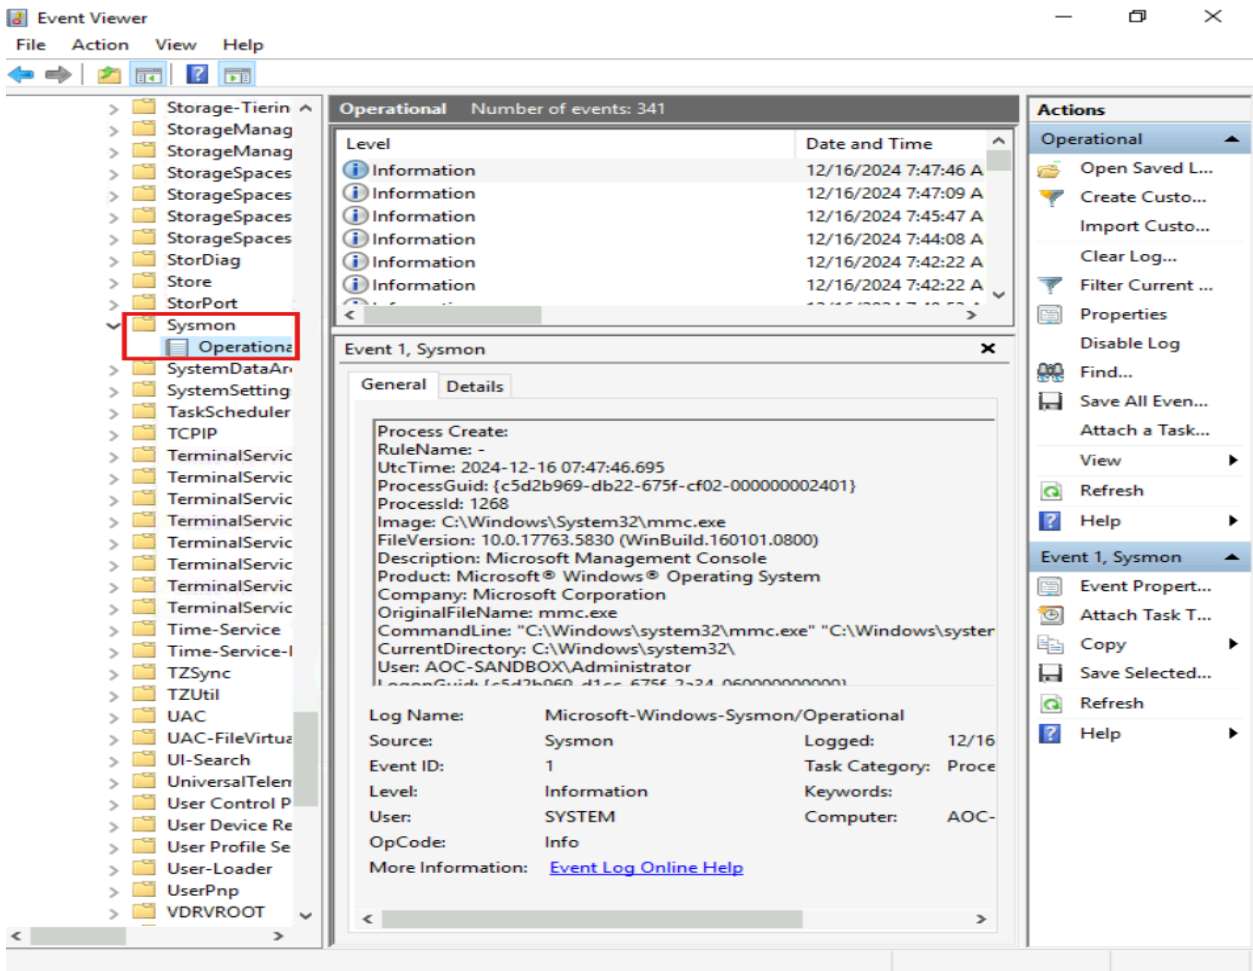 Event Viewer
File Action View Help
Storage-Tierin
StorageManag
StorageManag
StorageSpaces
StorageSpaces
StorageSpaces
StorageSpaces
StorDiag
Store
StorPort
Sysmon
Operationa
SystemDataAr
SystemSetting
TaskScheduler
TCPIP
TerminalServic
TerminalServic
TerminalServic
TerminalServic
TerminalServic
TerminalServic
TerminalServic
TerminalServic
Time-Service
Time-Service-
TZSync
TZUtil
UAC
UAC-FileVirtua
UI-Search
UniversalTelem
User Control P
User Device Re
User Profile Se
User-Loader
UserPnp
VDRVROOT
Operational Number of events: 341
Level Date and Time
Information 12/16/2024 7:47:46 A
Information 12/16/2024 7:47:09 A
Information 12/16/2024 7:45:47 A
Information 12/16/2024 7:44:08 A
Information 12/16/2024 7:42:22 A
Information 12/16/2024 7:42:22 A
Event 1, Sysmon
General Details
Process Create:
RuleName: -
UtcTime: 2024-12-16 07:47:46.695
ProcessGuid: {c5d2b969-db22-675f-cf02-000000002401}
ProcessId: 1268
Image: C:\Windows\System32\mmc.exe
FileVersion: 10.0.17763.5830 (WinBuild.160101.0800)
Description: Microsoft Management Console
Product: Microsoft® Windows® Operating System
Company: Microsoft Corporation
OriginalFileName: mmc.exe
CommandLine: "C:\Windows\system32\mmc.exe" "C:\Windows\syster
CurrentDirectory: C:\Windows\system32\
User: AOC-SANDBOX\Administrator
LogonGuid: {c5d2b969-d1cc-675f-2a34-060000000000}
Log Name: Microsoft-Windows-Sysmon/Operational
Source: Sysmon Logged: 12/16
Event ID: 1 Task Category: Proce
Level: Information Keywords:
User: SYSTEM Computer: AOC-
OpCode: Info
More Information: Event Log Online Help
Actions
Operational
Open Saved L...
Create Custo...
Import Custo...
Clear Log...
Filter Current ...
Properties
Disable Log
Find...
Save All Even...
Attach a Task...
View
Refresh
Help
Event 1, Sysmon
Event Propert...
Attach Task T...
Copy
Save Selected...
Refresh
Help